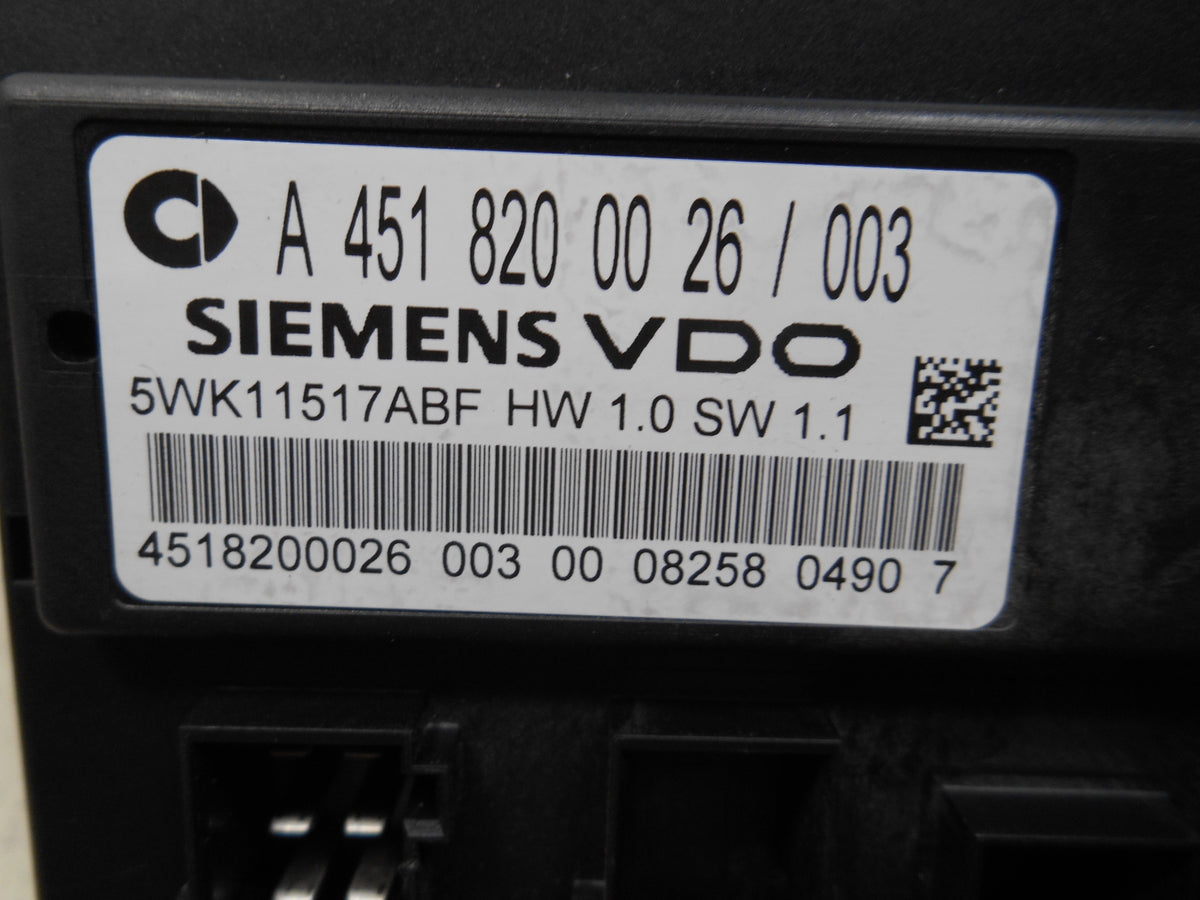 A 451 820 00 26 / 003
SIEMENS VDO
5WK11517ABF HW 1.0 SW 1.1
4518200026 003 00 08258 0490 7